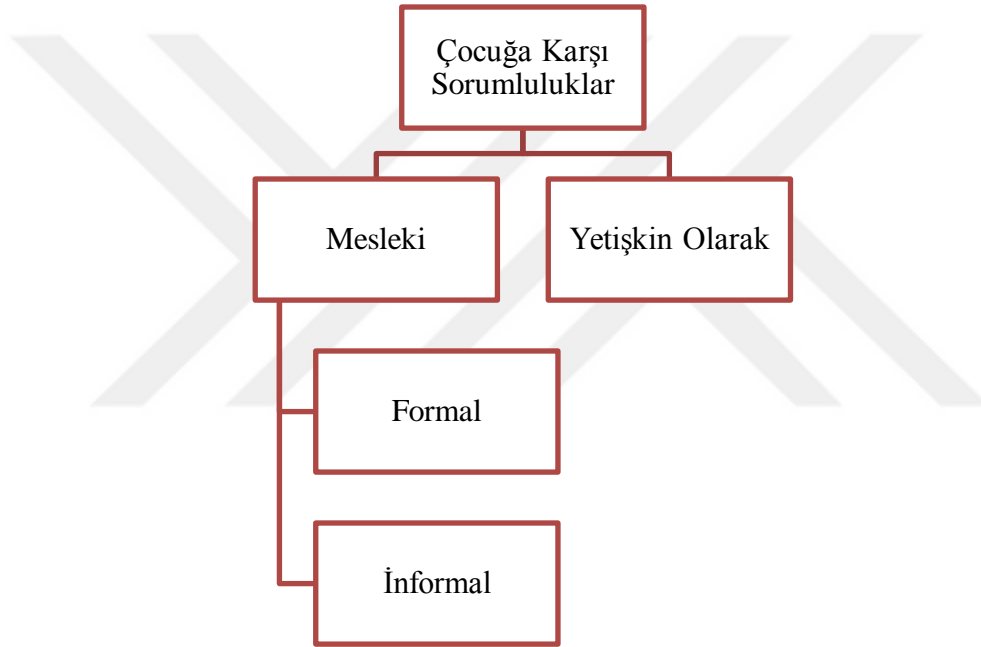 Çocuğa Karşı
Sorumluluklar
Mesleki
Yetişkin Olarak
Formal
İnformal